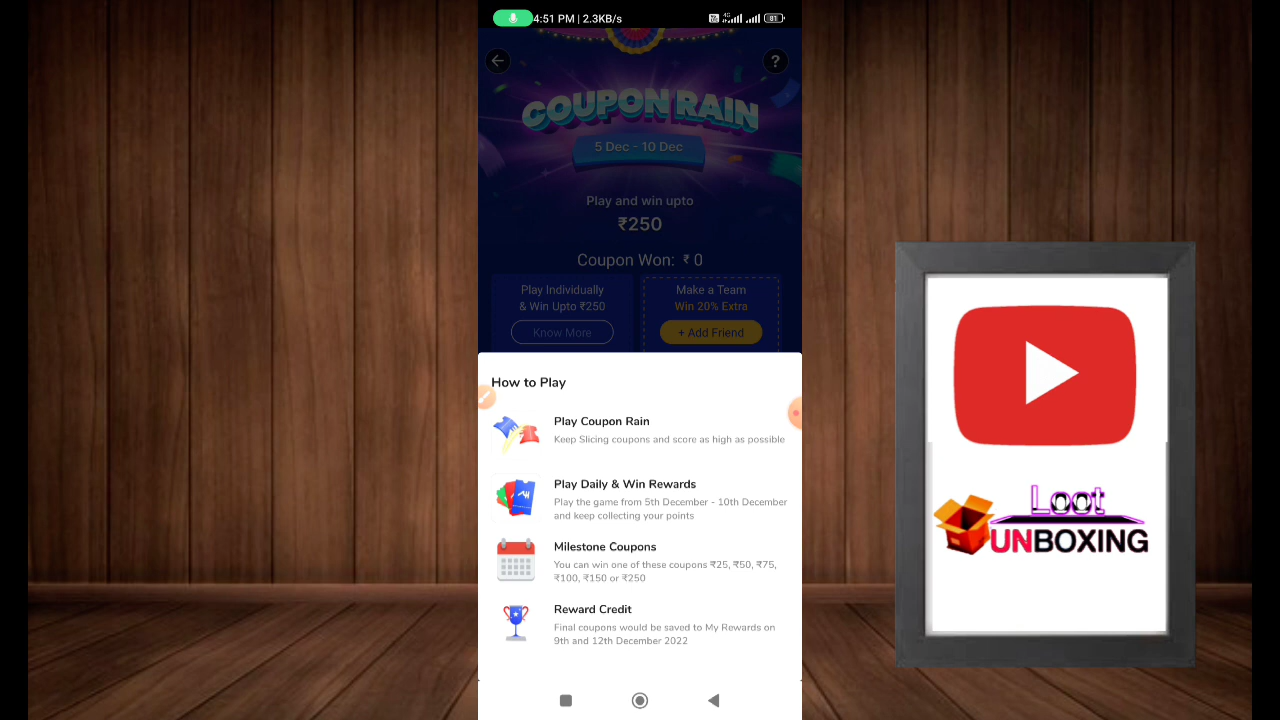 4:51 PM | 2.3KB/s
4G
81
?
COUPON RAIN
5 Dec - 10 Dec
Play and win upto
₹250
Coupon Won: ₹ 0
Play Individually
& Win Upto ₹250
Know More
Make a Team
Win 20% Extra
+ Add Friend
How to Play
Play Coupon Rain
Keep Slicing coupons and score as high as possible
Play Daily & Win Rewards
Play the game from 5th December - 10th December
and keep collecting your points
Milestone Coupons
You can win one of these coupons ₹25, ₹50, ₹75,
₹100, ₹150 or ₹250
Reward Credit
Final coupons would be saved to My Rewards on
9th and 12th December 2022
Loot
UNBOXING